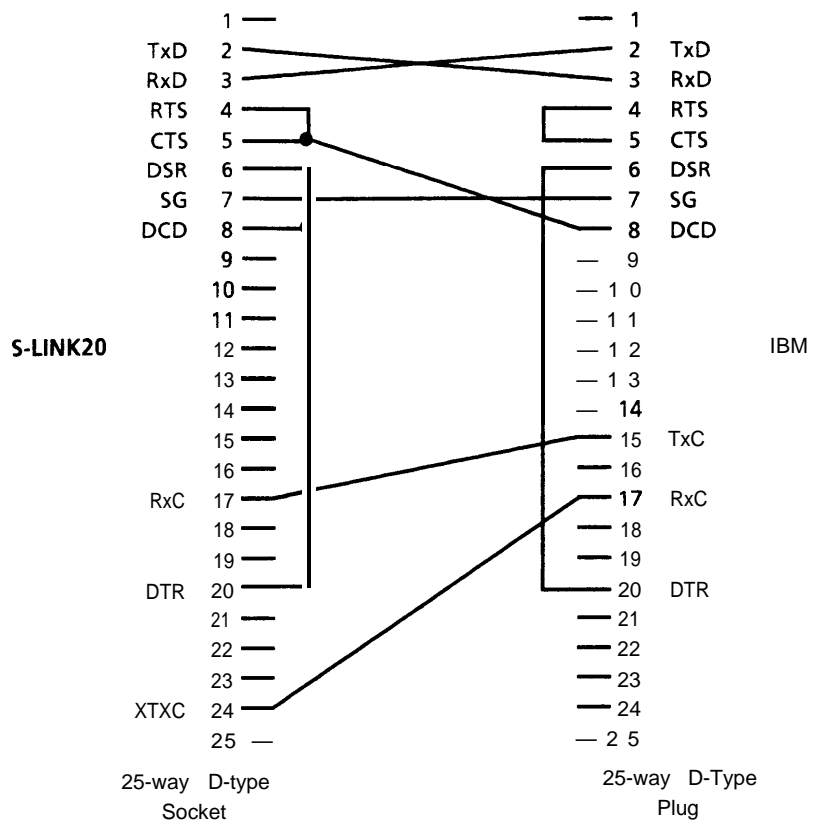 1 1
TxD 2 2 TxD
RxD 3 3 RxD
RTS 4 4 RTS
CTS 5 5 CTS
DSR 6 6 DSR
SG 7 7 SG
DCD 8 8 DCD
9 9
10 1 0
11 1 1
S-LINK20 12 1 2 IBM
13 1 3
14 14
15 15 TxC
16 16
RxC 17 17 RxC
18 18
19 19
DTR 20 20 DTR
21 21
22 22
23 23
XTXC 24 24
25 2 5
25-way D-type 25-way D-Type
Socket Plug